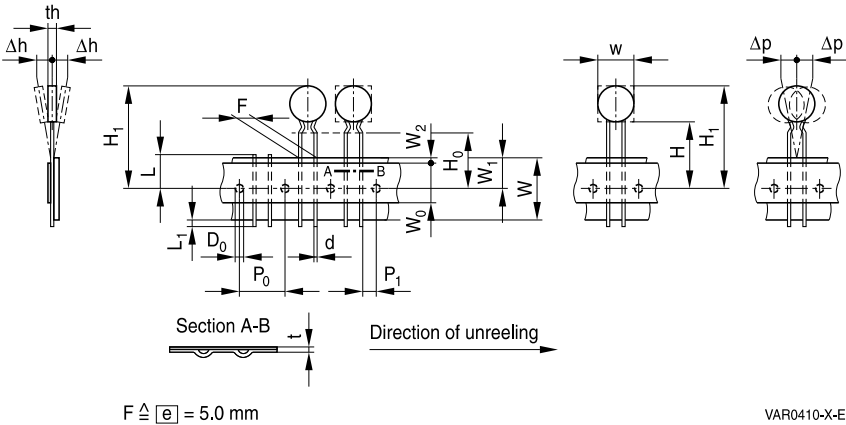 th
Δh Δh
w
Δp Δp
F
H₁
L
W₂
H₀
W₁
W
H
H₁
A B
L₁
D₀
d
W₀
P₀
P₁
Section A-B
t
Direction of unreeling
F ≙ e = 5.0 mm
VAR0410-X-E